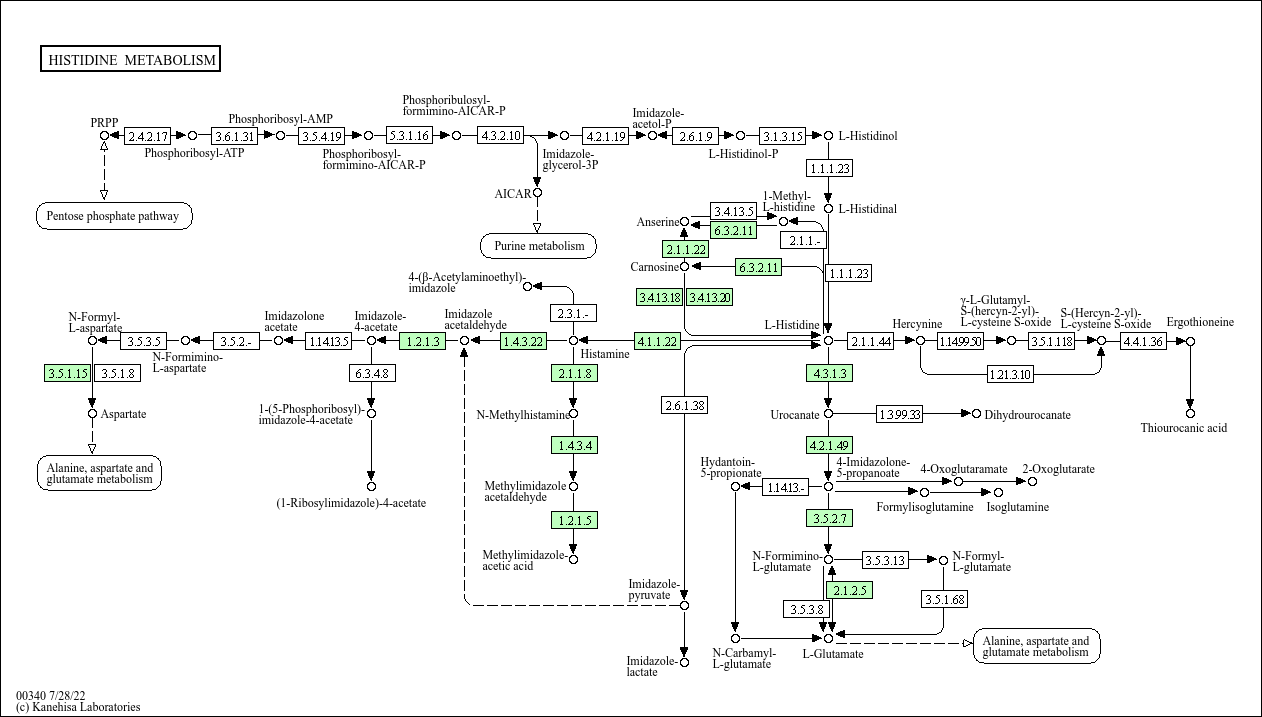 HISTIDINE METABOLISM
Phosphoribulosyl-
formimino-AICAR-P
Imidazole-
acetol-P
PRPP
Phosphoribosyl-AMP
2.4.2.17
3.6.1.31
3.5.4.19
5.3.1.16
4.3.2.10
4.2.1.19
2.6.1.9
3.1.3.15
L-Histidinol
Phosphoribosyl-ATP
Phosphoribosyl-
formimino-AICAR-P
Imidazole-
glycerol-3P
L-Histidinol-P
1.1.1.23
AICAR
Pentose phosphate pathway
Purine metabolism
1-Methyl-
L-histidine
L-Histidinal
Anserine
3.4.13.5
6.3.2.11
2.1.1.-
2.1.1.22
Carnosine
6.3.2.11
1.1.1.23
4-(β-Acetylaminoethyl)-
imidazole
3.4.13.18
3.4.13.20
2.3.1.-
N-Formyl-
L-aspartate
Imidazolone
acetate
Imidazole-
4-acetate
Imidazole
acetaldehyde
L-Histidine
Hercynine
γ-L-Glutamyl-
S-(hercyn-2-yl)-
L-cysteine S-oxide
S-(Hercyn-2-yl)-
L-cysteine S-oxide
Ergothioneine
3.5.3.5
3.5.2.-
1.14.13.5
1.2.1.3
1.4.3.22
4.1.1.22
2.1.1.44
1.14.99.50
3.5.1.118
4.4.1.36
N-Formimino-
L-aspartate
Histamine
3.5.1.15
3.5.1.8
6.3.4.8
2.1.1.8
4.3.1.3
1.21.3.10
2.6.1.38
Aspartate
1-(5-Phosphoribosyl)-
imidazole-4-acetate
N-Methylhistamine
Urocanate
1.3.99.33
Dihydrourocanate
Thiourocanic acid
1.4.3.4
4.2.1.49
Alanine, aspartate and
glutamate metabolism
Hydantoin-
5-propionate
4-Imidazolone-
5-propanoate
4-Oxoglutaramate
2-Oxoglutarate
1.14.13.-
Methylimidazole
acetaldehyde
(1-Ribosylimidazole)-4-acetate
Formylisoglutamine
Isoglutamine
1.2.1.5
3.5.2.7
Methylimidazole-
acetic acid
N-Formimino-
L-glutamate
3.5.3.13
N-Formyl-
L-glutamate
Imidazole-
pyruvate
2.1.2.5
3.5.3.8
3.5.1.68
Imidazole-
lactate
N-Carbamyl-
L-glutamate
L-Glutamate
Alanine, aspartate and
glutamate metabolism
00340 7/28/22
(c) Kanehisa Laboratories